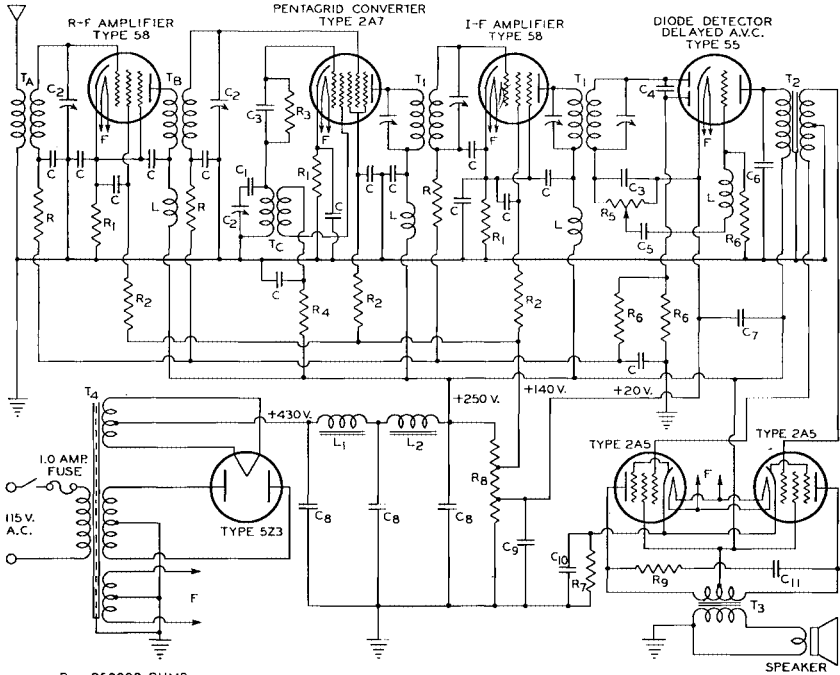 R-F AMPLIFIER
TYPE 58
PENTAGRID CONVERTER
TYPE 2A7
I-F AMPLIFIER
TYPE 58
DIODE DETECTOR
DELAYED A.V.C.
TYPE 55
TA
C2
F
TB
C2
C3
R3
F
T1
F
T1
C4
F
T2
C
C
C
C
C
C1
R1
C
C
C
C
C
C3
L
C6
R
R1
C
L
R
C2
TC
C
L
R
C
R1
C
L
R5
C5
R6
R2
C
R4
R2
R2
R6
R6
C7
C
T4
+430 V.
+250 V.
+140 V.
+20 V.
1.0 AMP.
FUSE
L1
L2
R8
TYPE 2A5
TYPE 2A5
F
115 V.
A.C.
TYPE 5Z3
C8
C8
C8
C9
C10
R7
R9
C11
F
T3
SPEAKER